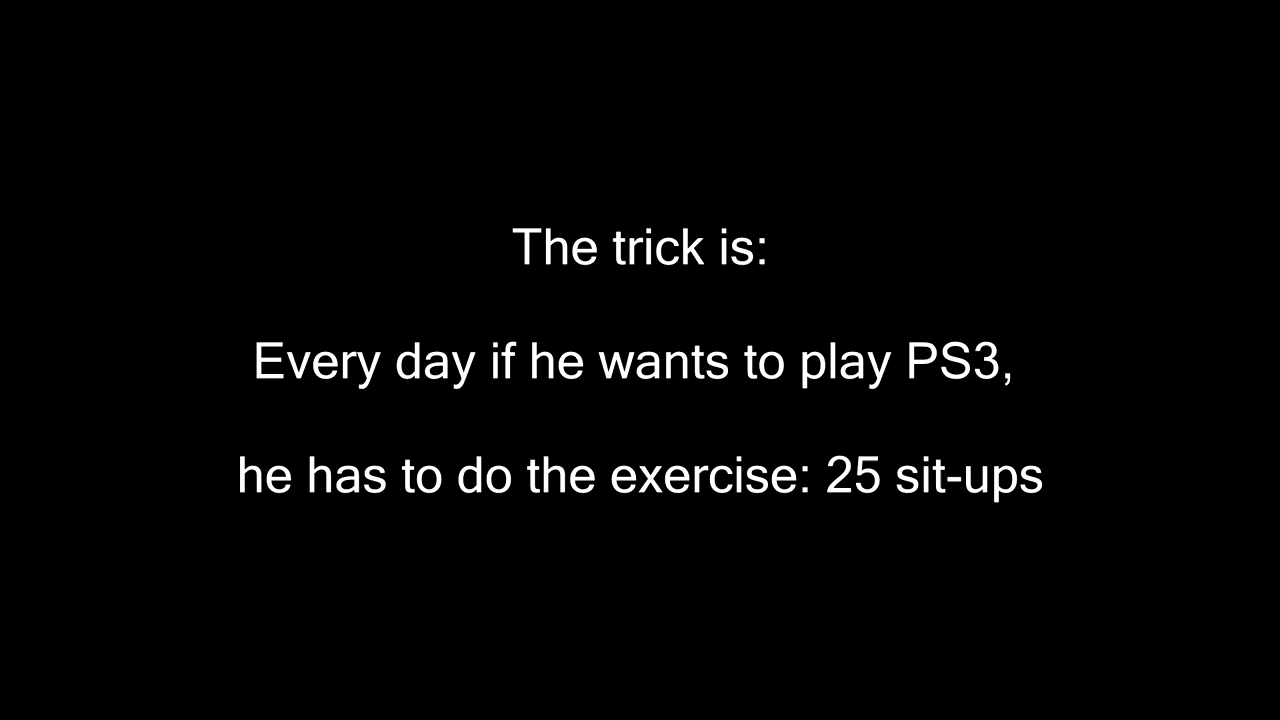 The trick is:
Every day if he wants to play PS3,
he has to do the exercise: 25 sit-ups